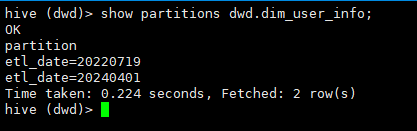 hive (dwd)> show partitions dwd.dim_user_info;
OK
partition
etl_date=20220719
etl_date=20240401
Time taken: 0.224 seconds, Fetched: 2 row(s)
hive (dwd)>